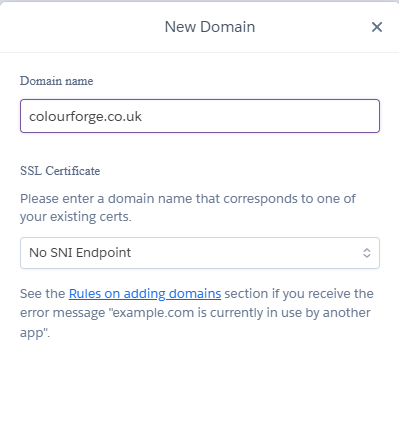 New Domain
Domain name
colourforge.co.uk
SSL Certificate
Please enter a domain name that corresponds to one of
your existing certs.
No SNI Endpoint
See the Rules on adding domains section if you receive the
error message "example.com is currently in use by another
app".